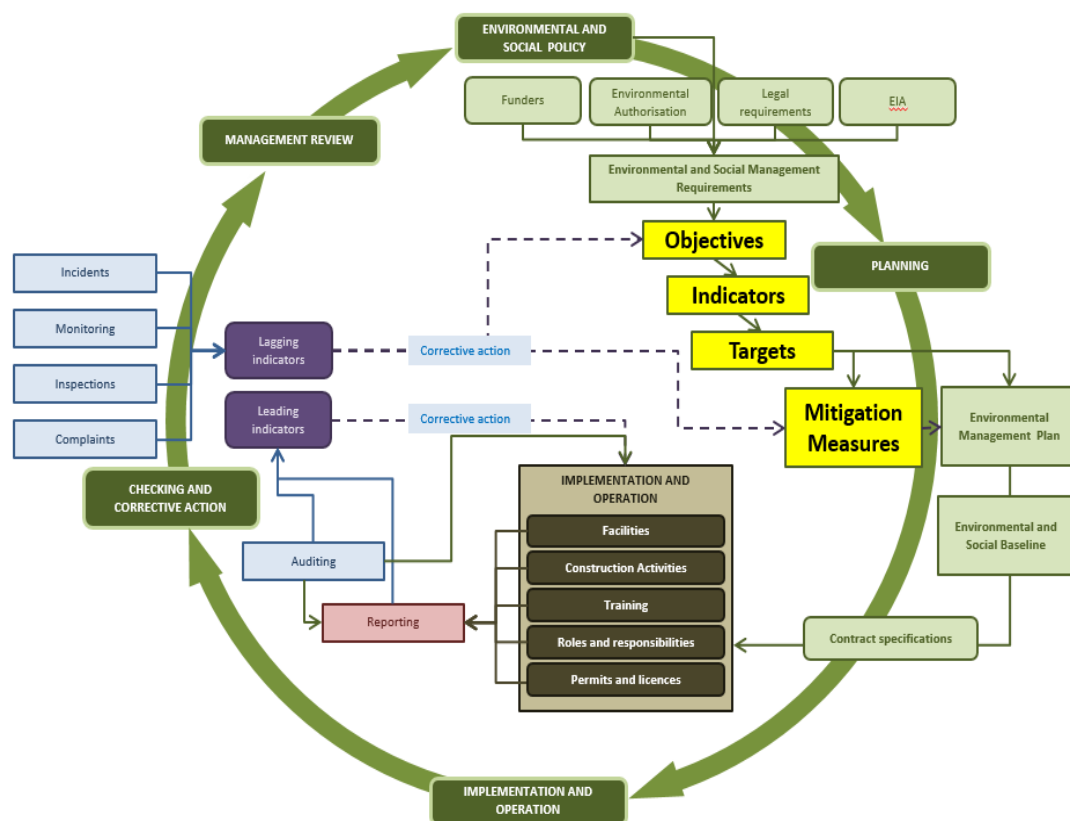 ENVIRONMENTAL AND
SOCIAL POLICY
Funders
Environmental
Authorisation
Legal
requirements
EIA
MANAGEMENT REVIEW
Environmental and Social Management
Requirements
Objectives
PLANNING
Incidents
Indicators
Monitoring
Lagging
indicators
Corrective action
Targets
Inspections
Leading
indicators
Corrective action
Mitigation
Measures
Environmental
Management Plan
Complaints
CHECKING AND
CORRECTIVE ACTION
IMPLEMENTATION AND
OPERATION
Facilities
Environmental and
Social Baseline
Auditing
Construction Activities
Training
Reporting
Roles and responsibilities
Contract specifications
Permits and licences
IMPLEMENTATION AND
OPERATION